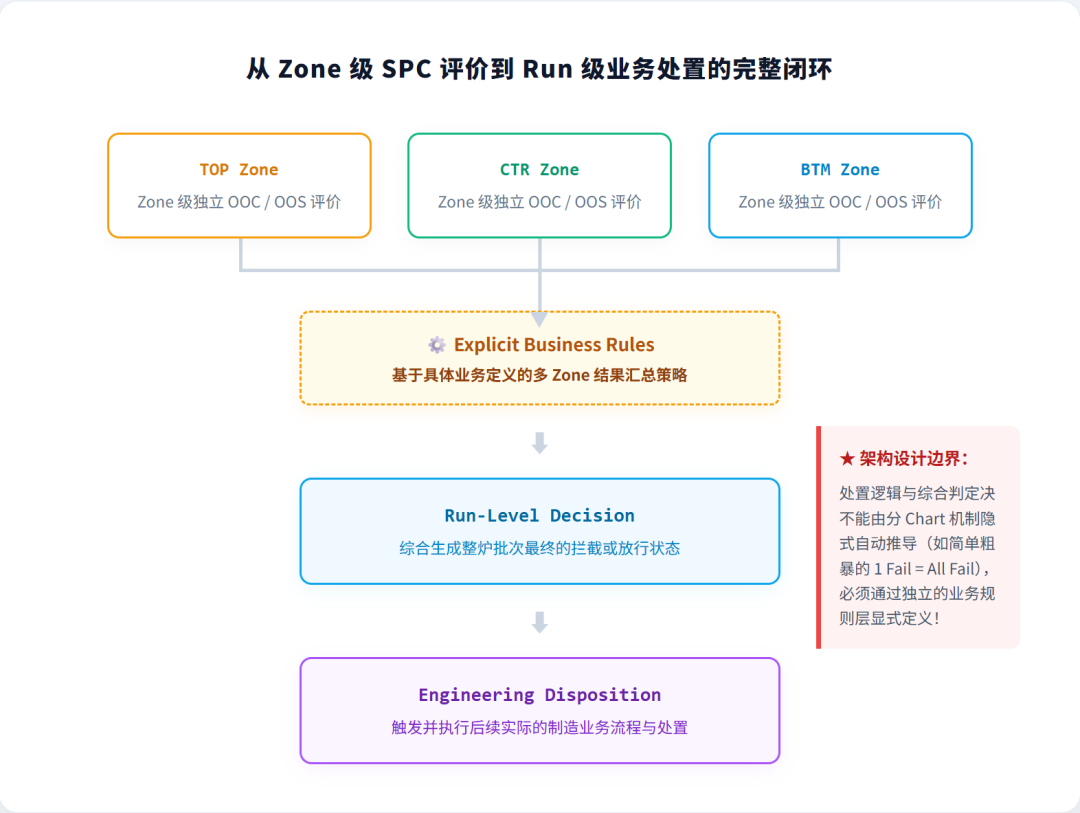 从 Zone 级 SPC 评价到 Run 级业务处置的完整闭环
TOP Zone
Zone 级独立 OOC / OOS 评价
CTR Zone
Zone 级独立 OOC / OOS 评价
BTM Zone
Zone 级独立 OOC / OOS 评价
Explicit Business Rules
基于具体业务定义的多 Zone 结果汇总策略
Run-Level Decision
综合生成整炉批次最终的拦截或放行状态
Engineering Disposition
触发并执行后续实际的制造业务流程与处置
★ 架构设计边界：
处置逻辑与综合判定决
不能由分 Chart 机制隐
式自动推导（如简单粗
暴的 1 Fail = All Fail），
必须通过独立的业务规
则层显式定义！